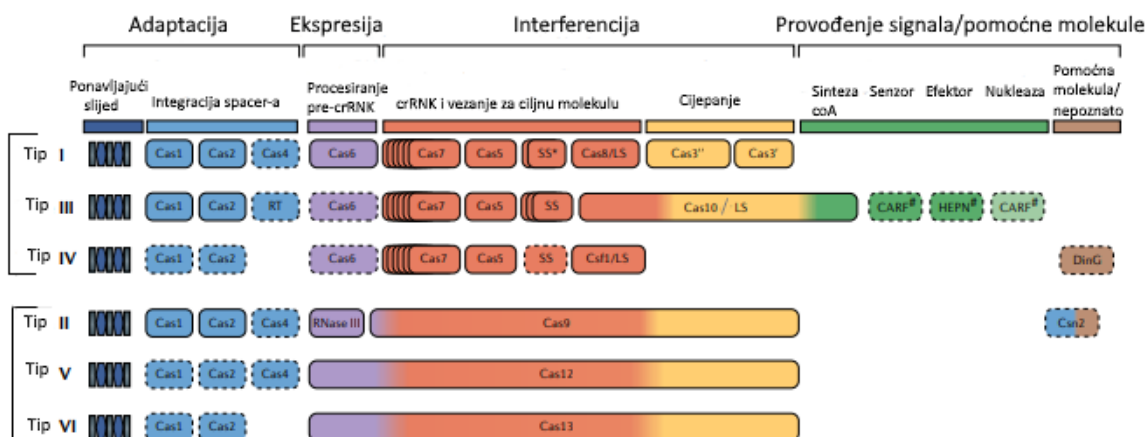 Adaptacija Ekspresija Interferencija Provođenje signala/pomoćne molekule
Ponavljajući
slijed
Integracija spacer-a
Procesiranje
pre-crRNK
crRNK i vezanje za ciljnu molekulu
Cijepanje
Sinteza
coA
Senzor
Efektor
Nukleaza
Pomoćna
molekula/
nepoznato
Tip I Cas1 Cas2 Cas4 Cas6 Cas7 Cas5 SS* Cas8/LS Cas3'' Cas3'
Tip III Cas1 Cas2 RT Cas6 Cas7 Cas5 SS Cas10 / LS CARF# HEPN# CARF#
Tip IV Cas1 Cas2 Cas6 Cas7 Cas5 SS Csf1/LS DinG
Tip II Cas1 Cas2 Cas4 RNase III Cas9 Csn2
Tip V Cas1 Cas2 Cas4 Cas12
Tip VI Cas1 Cas2 Cas13